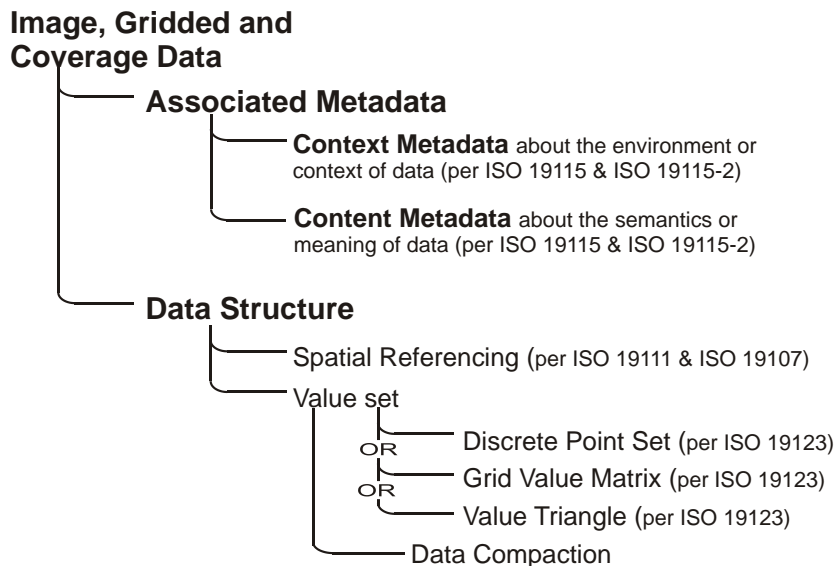 Image, Gridded and
Coverage Data
Associated Metadata
Context Metadata about the environment or
context of data (per ISO 19115 & ISO 19115-2)
Content Metadata about the semantics or
meaning of data (per ISO 19115 & ISO 19115-2)
Data Structure
Spatial Referencing (per ISO 19111 & ISO 19107)
Value set
Discrete Point Set (per ISO 19123)
OR
Grid Value Matrix (per ISO 19123)
OR
Value Triangle (per ISO 19123)
Data Compaction